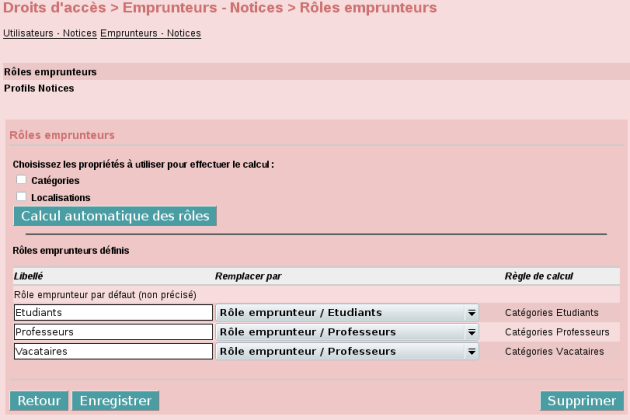 Droits d'accès > Emprunteurs - Notices > Rôles emprunteurs
Utilisateurs - Notices Emprunteurs - Notices
Rôles emprunteurs
Profils Notices
Rôles emprunteurs
Choisissez les propriétés à utiliser pour effectuer le calcul :
Catégories
Localisations
Calcul automatique des rôles
Rôles emprunteurs définis
Libellé Remplacer par Règle de calcul
Rôle emprunteur par défaut (non précisé)
Etudiants Rôle emprunteur / Etudiants Catégories Etudiants
Professeurs Rôle emprunteur / Professeurs Catégories Professeurs
Vacataires Rôle emprunteur / Professeurs Catégories Vacataires
Retour Enregistrer Supprimer